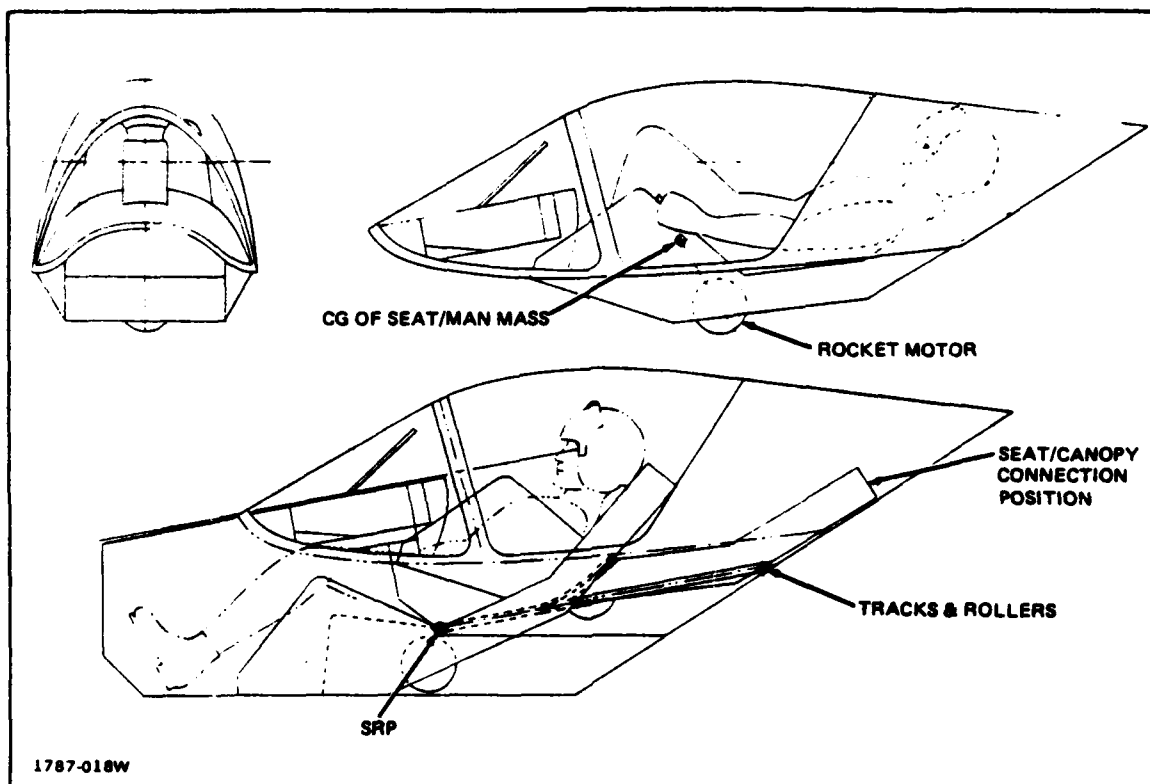 CG OF SEAT/MAN MASS
ROCKET MOTOR
SEAT/CANOPY
CONNECTION
POSITION
TRACKS & ROLLERS
SRP
1787-018W